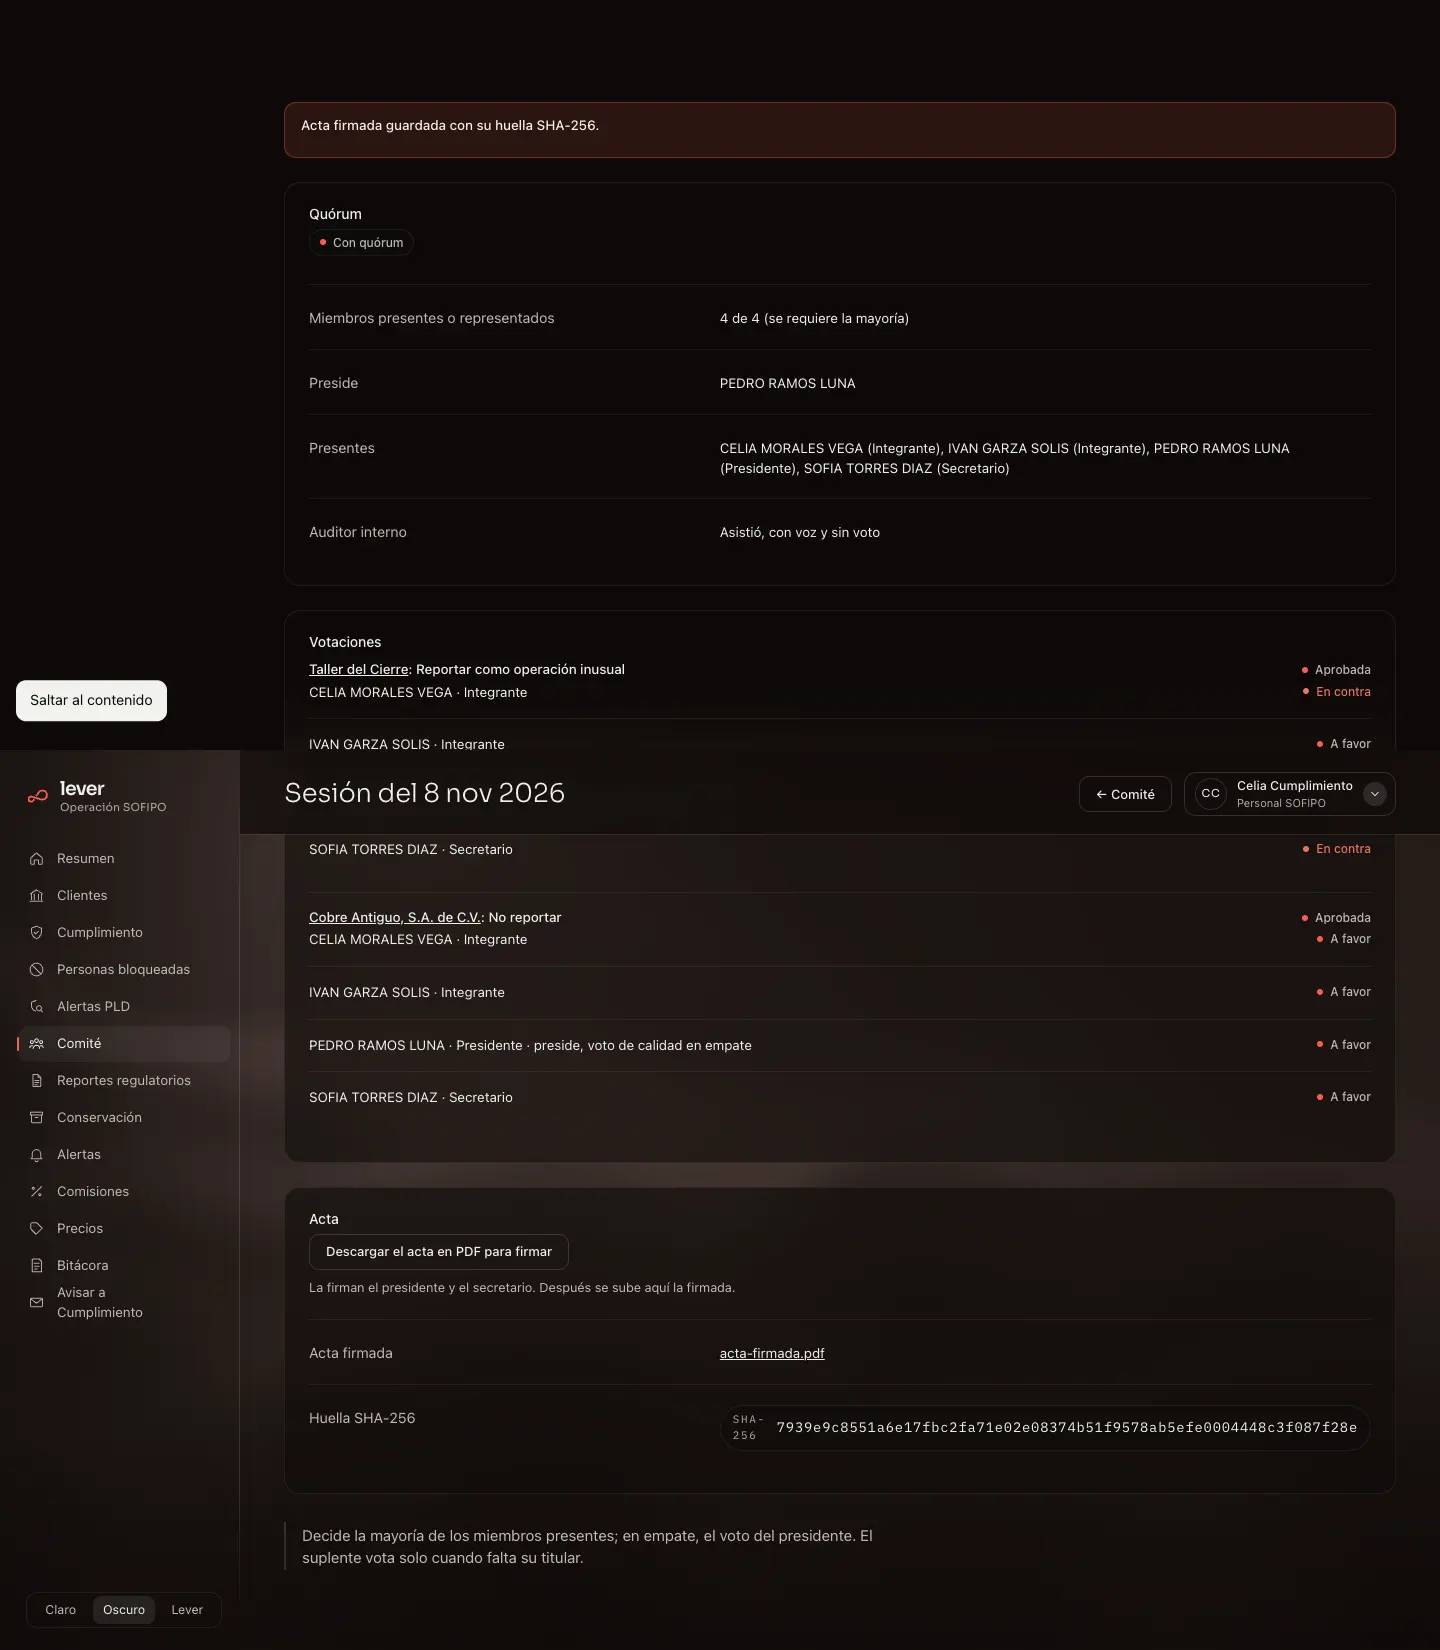 Acta firmada guardada con su huella SHA-256.
Quórum
Con quórum
Miembros presentes o representados
4 de 4 (se requiere la mayoría)
Preside
PEDRO RAMOS LUNA
Presentes
CELIA MORALES VEGA (Integrante), IVAN GARZA SOLIS (Integrante), PEDRO RAMOS LUNA
(Presidente), SOFIA TORRES DIAZ (Secretario)
Auditor interno
Asistió, con voz y sin voto
Votaciones
Taller del Cierre: Reportar como operación inusual
Aprobada
CELIA MORALES VEGA · Integrante
En contra
IVAN GARZA SOLIS · Integrante
A favor
Saltar al contenido
lever
Operación SOFIPO
Resumen
Clientes
Cumplimiento
Personas bloqueadas
Alertas PLD
Comité
Reportes regulatorios
Conservación
Alertas
Comisiones
Precios
Bitácora
Avisar a
Cumplimiento
Claro
Oscuro
Lever
Sesión del 8 nov 2026
← Comité
CC
Celia Cumplimiento
Personal SOFIPO
SOFIA TORRES DIAZ · Secretario
En contra
Cobre Antiguo, S.A. de C.V.: No reportar
Aprobada
CELIA MORALES VEGA · Integrante
A favor
IVAN GARZA SOLIS · Integrante
A favor
PEDRO RAMOS LUNA · Presidente · preside, voto de calidad en empate
A favor
SOFIA TORRES DIAZ · Secretario
A favor
Acta
Descargar el acta en PDF para firmar
La firman el presidente y el secretario. Después se sube aquí la firmada.
Acta firmada
acta-firmada.pdf
Huella SHA-256
SHA-
256
7939e9c8551a6e17fbc2fa71e02e08374b51f9578ab5efe0004448c3f087f28e
Decide la mayoría de los miembros presentes; en empate, el voto del presidente. El
suplente vota solo cuando falta su titular.